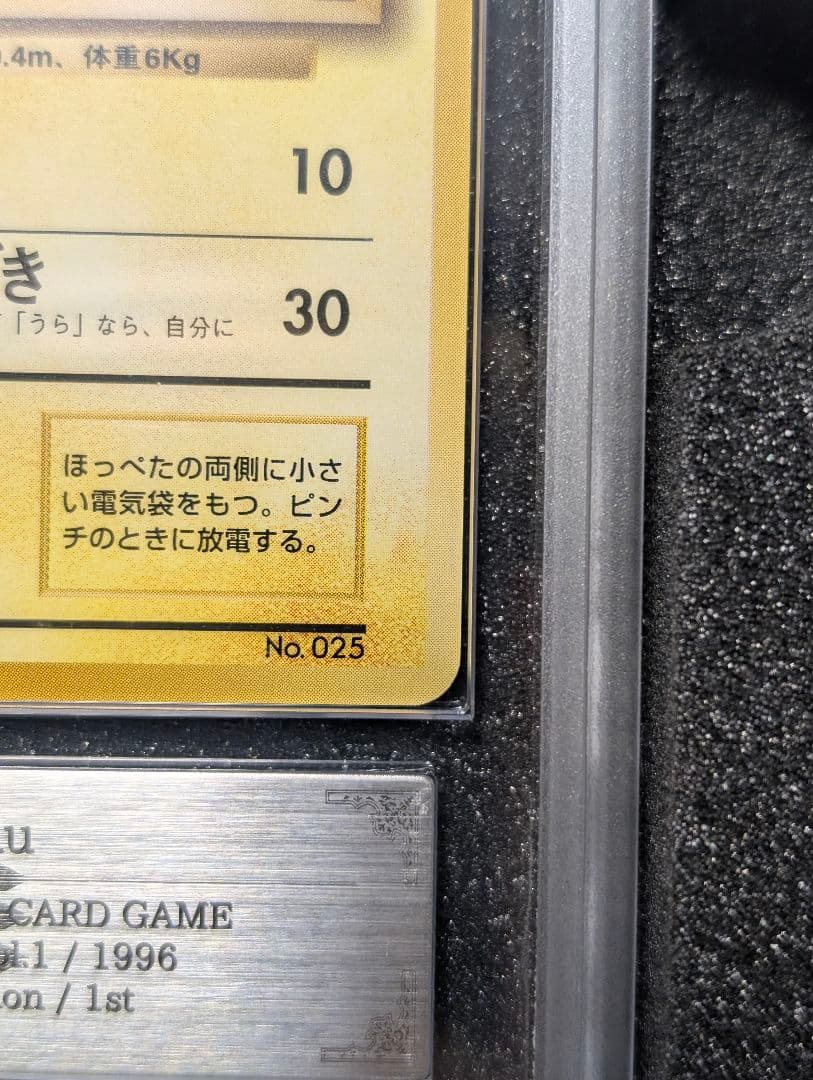 .4m、体重6Kg
10
き
30
「うら」なら、自分に
ほっぺたの両側に小さ
い電気袋をもつ。ピン
チのときに放電する。
No. 025
u
CARD GAME
.1 / 1996
on / 1st